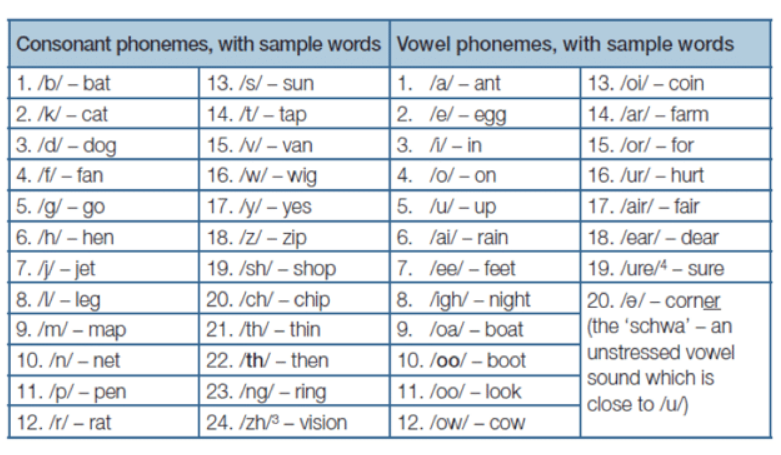 Consonant phonemes, with sample words Vowel phonemes, with sample words
1. /b/ – bat 13. /s/ – sun 1. /a/ – ant 13. /oi/ – coin
2. /k/ – cat 14. /t/ – tap 2. /e/ – egg 14. /ar/ – farm
3. /d/ – dog 15. /v/ – van 3. /i/ – in 15. /or/ – for
4. /f/ – fan 16. /w/ – wig 4. /o/ – on 16. /ur/ – hurt
5. /g/ – go 17. /y/ – yes 5. /u/ – up 17. /air/ – fair
6. /h/ – hen 18. /z/ – zip 6. /ai/ – rain 18. /ear/ – dear
7. /j/ – jet 19. /sh/ – shop 7. /ee/ – feet 19. /ure/⁴ – sure
8. /l/ – leg 20. /ch/ – chip 8. /igh/ – night 20. /ə/ – corner
9. /m/ – map 21. /th/ – thin 9. /oa/ – boat (the ‘schwa’ – an
10. /n/ – net 22. /th/ – then 10. /oo/ – boot unstressed vowel
11. /p/ – pen 23. /ng/ – ring 11. /oo/ – look sound which is
12. /r/ – rat 24. /zh/³ – vision 12. /ow/ – cow close to /u/)